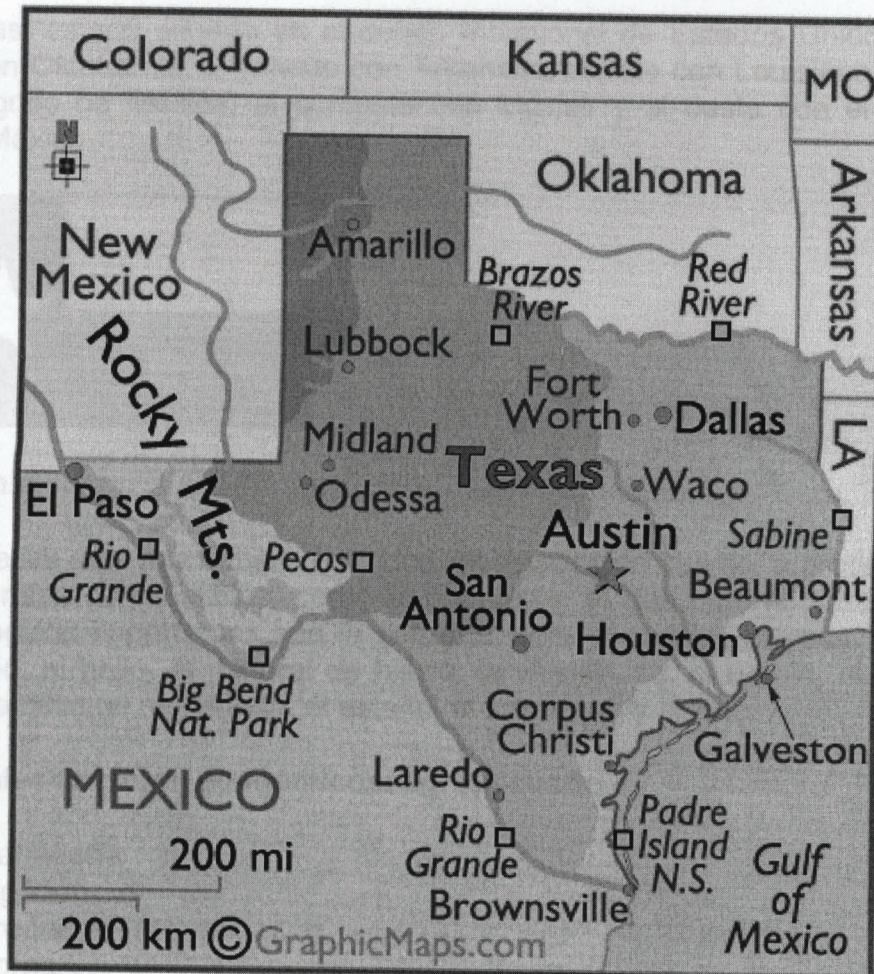 Colorado
Kansas
MO
N
Oklahoma
Arkansas
New
Mexico
Amarillo
Brazos
River
Red
River
Rocky
Mts.
Lubbock
Fort
Worth
Dallas
LA
Midland
Texas
Odessa
Waco
El Paso
Austin
Sabine
Rio
Grande
Pecos
San
Antonio
Beaumont
Houston
Big Bend
Nat. Park
Corpus
Christi
Galveston
MEXICO
Laredo
Rio
Grande
Padre
Island
N.S.
Gulf
of
Mexico
200 mi
Brownsville
200 km ©GraphicMaps.com